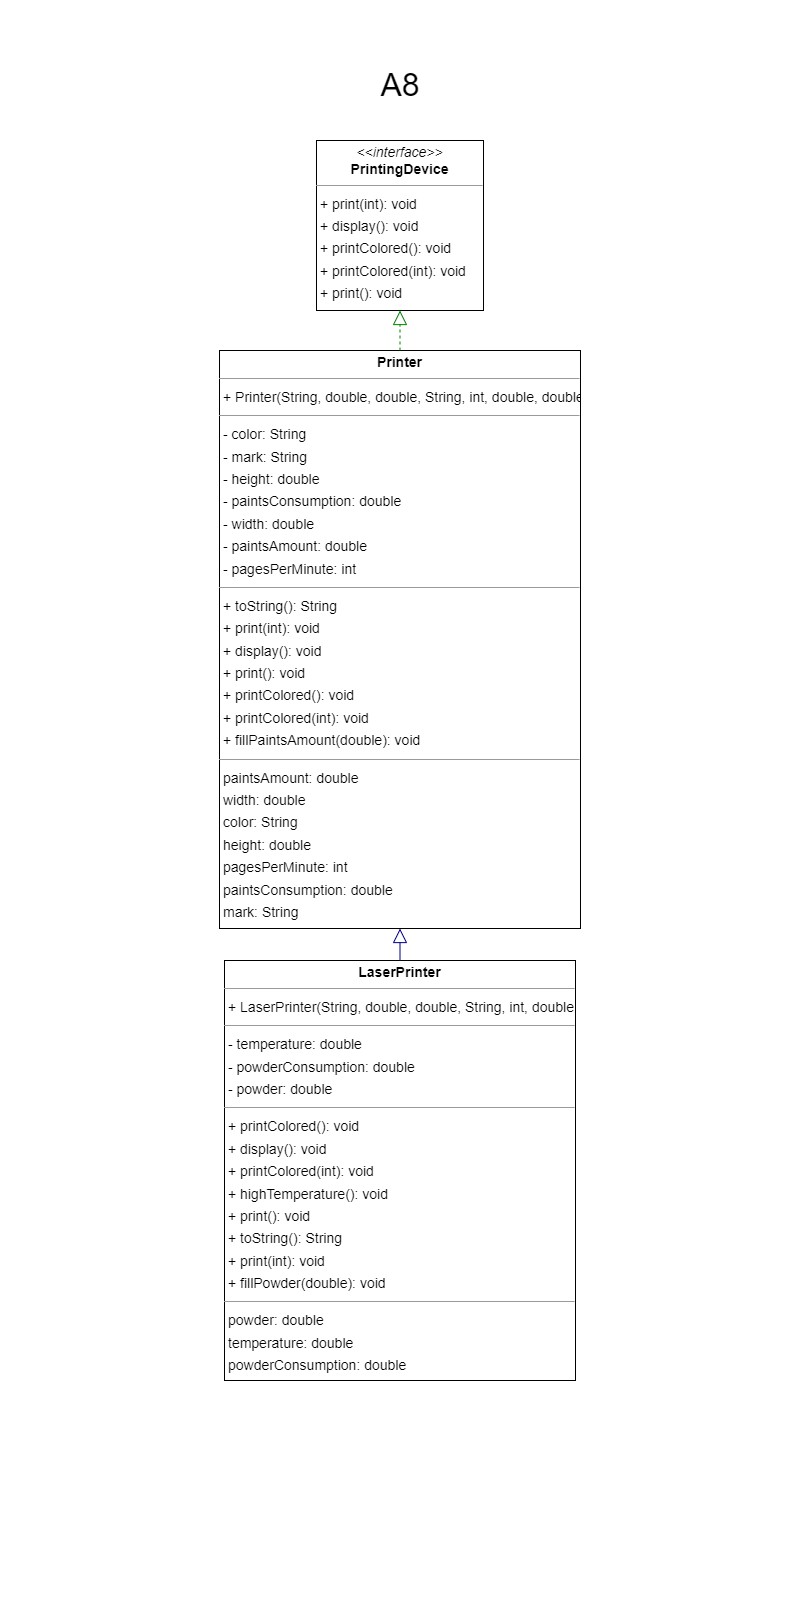 A8
<<interface>>
PrintingDevice
+ print(int): void
+ display(): void
+ printColored(): void
+ printColored(int): void
+ print(): void
Printer
+ Printer(String, double, double, String, int, double, double
- color: String
- mark: String
- height: double
- paintsConsumption: double
- width: double
- paintsAmount: double
- pagesPerMinute: int
+ toString(): String
+ print(int): void
+ display(): void
+ print(): void
+ printColored(): void
+ printColored(int): void
+ fillPaintsAmount(double): void
paintsAmount: double
width: double
color: String
height: double
pagesPerMinute: int
paintsConsumption: double
mark: String
LaserPrinter
+ LaserPrinter(String, double, double, String, int, double
- temperature: double
- powderConsumption: double
- powder: double
+ printColored(): void
+ display(): void
+ printColored(int): void
+ highTemperature(): void
+ print(): void
+ toString(): String
+ print(int): void
+ fillPowder(double): void
powder: double
temperature: double
powderConsumption: double